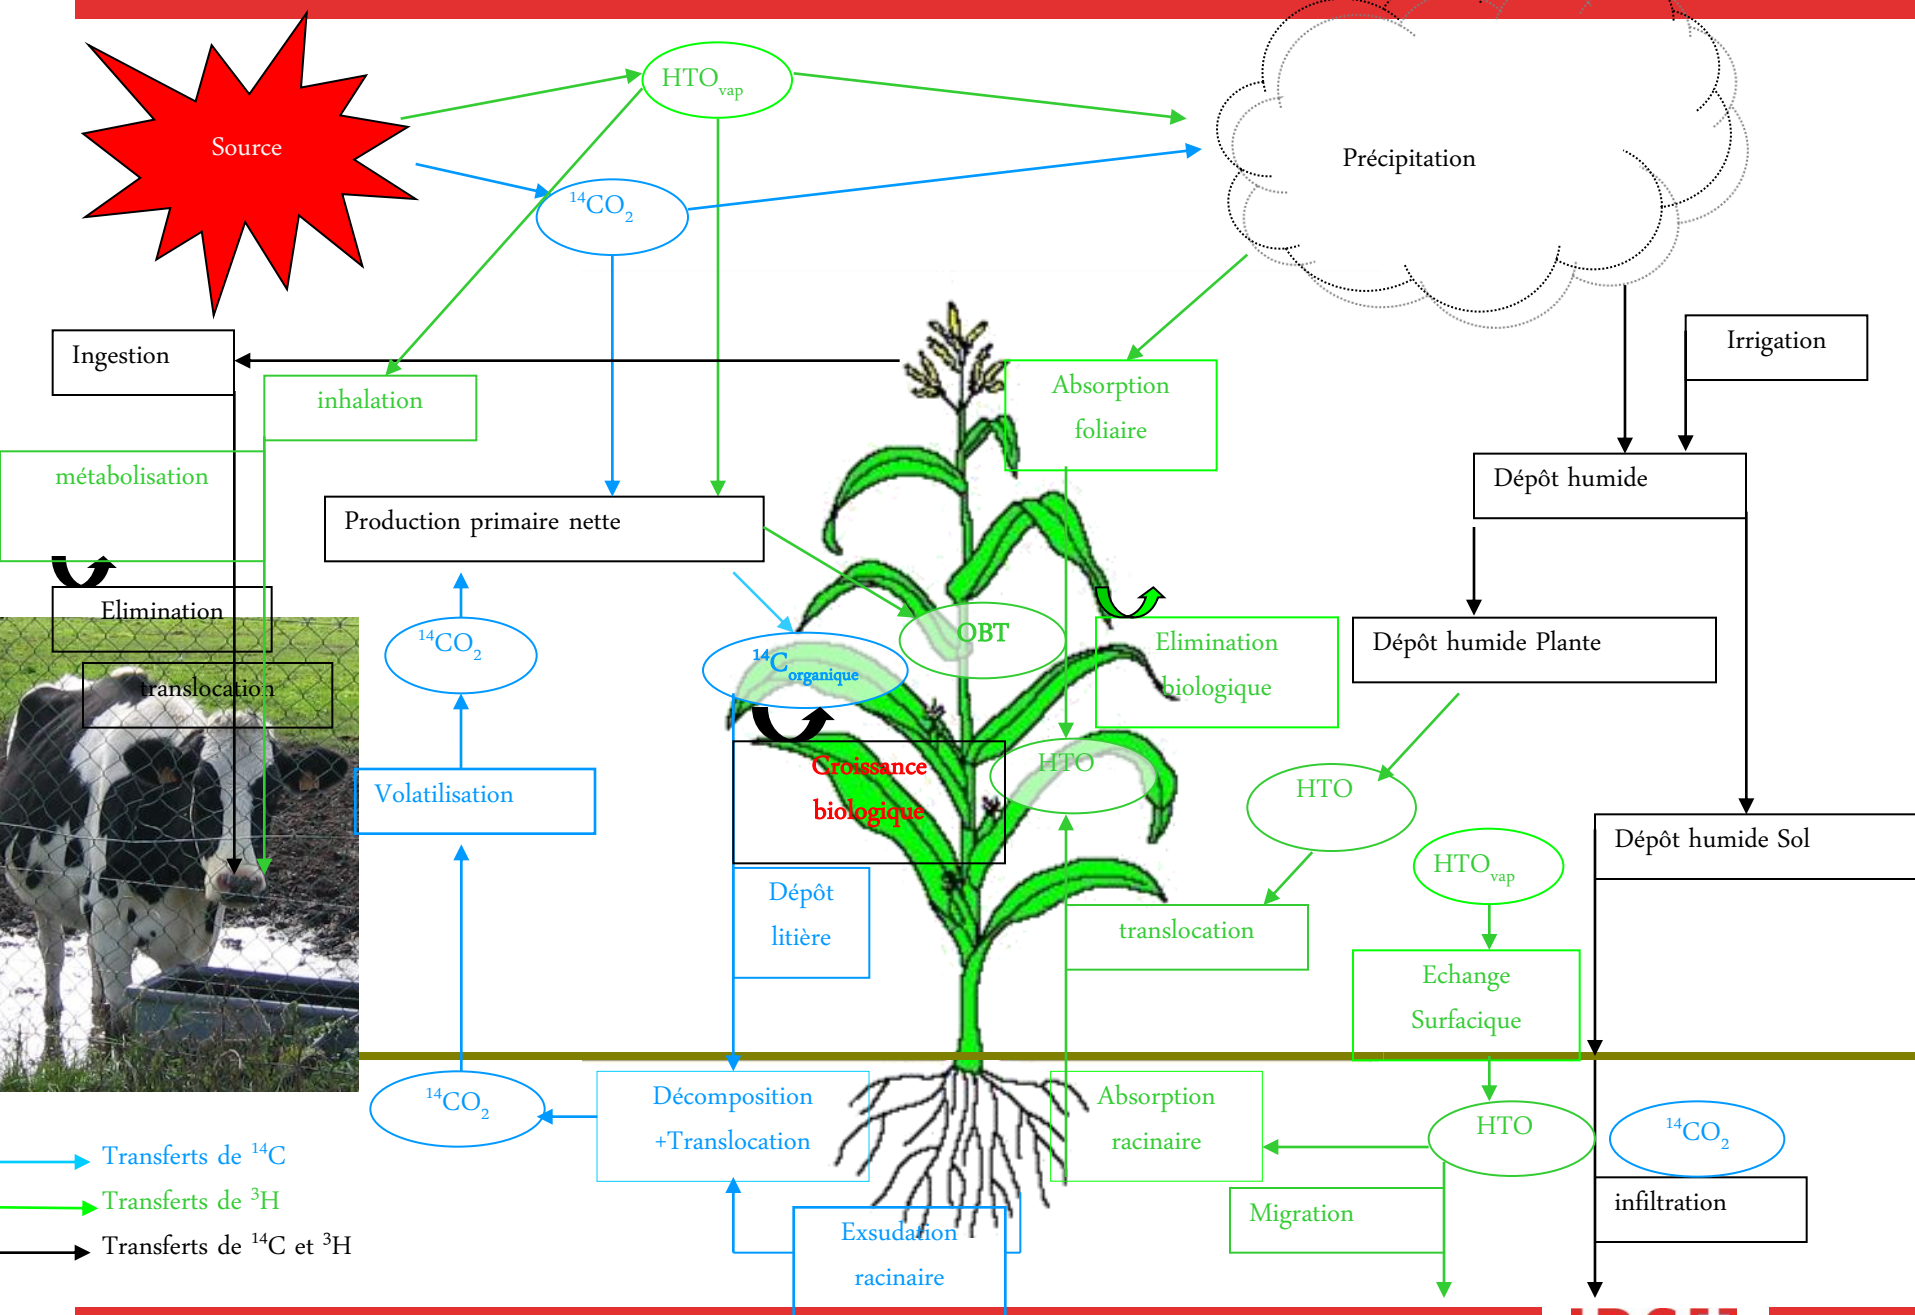 HTOvap
Source
Précipitation
14CO2
Ingestion
Irrigation
inhalation
Absorption
foliaire
métabolisation
Dépôt humide
Production primaire nette
Elimination
14CO2
OBT
Elimination
biologique
Dépôt humide Plante
14Corganique
translocation
Croissance
biologique
HTO
Volatilisation
HTO
Dépôt humide Sol
HTOvap
Dépôt
litière
translocation
Echange
Surfacique
14CO2
Décomposition
+Translocation
Absorption
racinaire
HTO
14CO2
Transferts de 14C
Transferts de 3H
Transferts de 14C et 3H
Migration
infiltration
Exsudation
racinaire